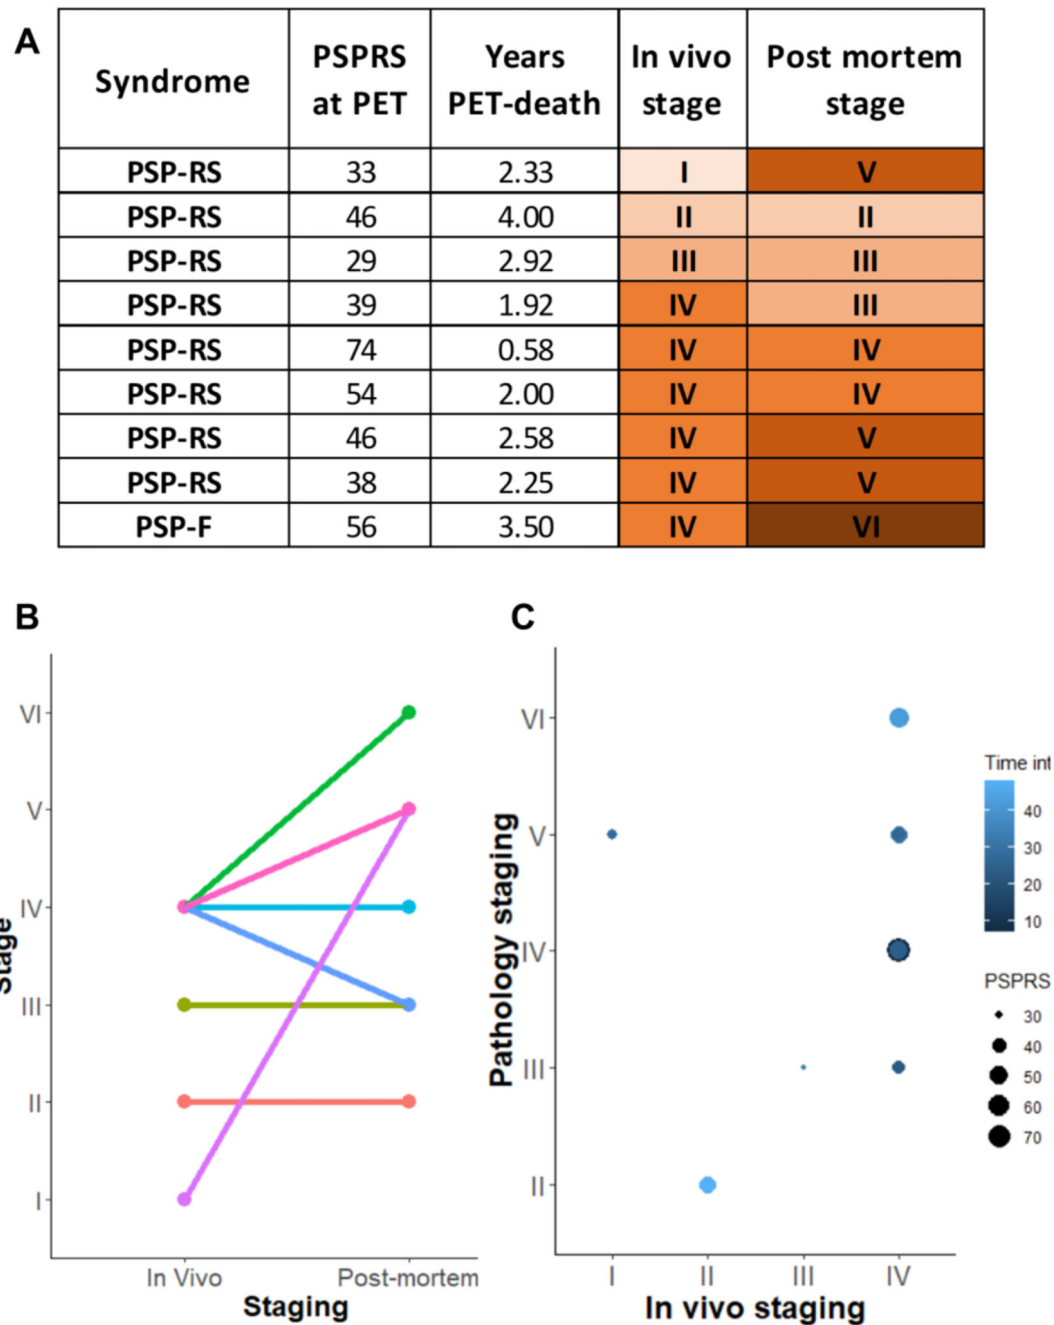 A
Syndrome PSPRS at PET Years PET-death In vivo stage Post mortem stage
PSP-RS 33 2.33 I V
PSP-RS 46 4.00 II II
PSP-RS 29 2.92 III III
PSP-RS 39 1.92 IV III
PSP-RS 74 0.58 IV IV
PSP-RS 54 2.00 IV IV
PSP-RS 46 2.58 IV V
PSP-RS 38 2.25 IV V
PSP-F 56 3.50 IV VI
B
Stage
VI
V
IV
III
II
I
In Vivo Post-mortem
Staging
C
Pathology staging
VI
V
IV
III
II
I II III IV
In vivo staging
Time int
40
30
20
10
PSPRS
30
40
50
60
70